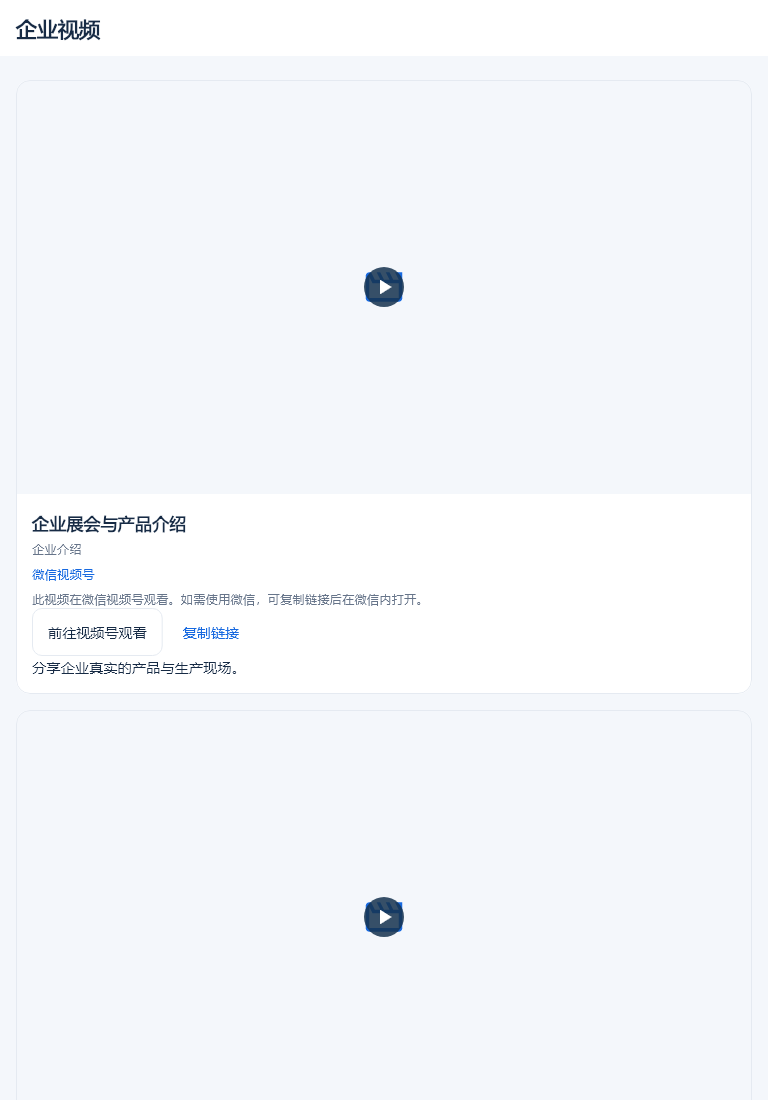 企业视频
企业展会与产品介绍
企业介绍
微信视频号
此视频在微信视频号观看。如需使用微信，可复制链接后在微信内打开。
前往视频号观看 复制链接
分享企业真实的产品与生产现场。